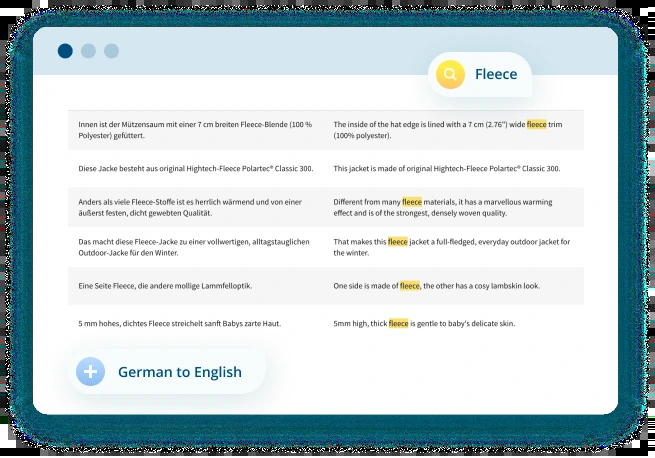 Fleece
Innen ist der Mützensaum mit einer 7 cm breiten Fleece-Blende (100 %
Polyester) gefüttert.
The inside of the hat edge is lined with a 7 cm (2.76") wide fleece trim
(100% polyester).
Diese Jacke besteht aus original Hightech-Fleece Polartec® Classic 300.
This jacket is made of original Hightech-Fleece Polartec® Classic 300.
Anders als viele Fleece-Stoffe ist es herrlich wärmend und von einer
äußerst festen, dicht gewebten Qualität.
Different from many fleece materials, it has a marvellous warming
effect and is of the strongest, densely woven quality.
Das macht diese Fleece-Jacke zu einer vollwertigen, alltagstauglichen
Outdoor-Jacke für den Winter.
That makes this fleece jacket a full-fledged, everyday outdoor jacket for
the winter.
Eine Seite Fleece, die andere mollige Lammfelloptik.
One side is made of fleece, the other has a cosy lambskin look.
5 mm hohes, dichtes Fleece streichelt sanft Babys zarte Haut.
5mm high, thick fleece is gentle to baby's delicate skin.
German to English